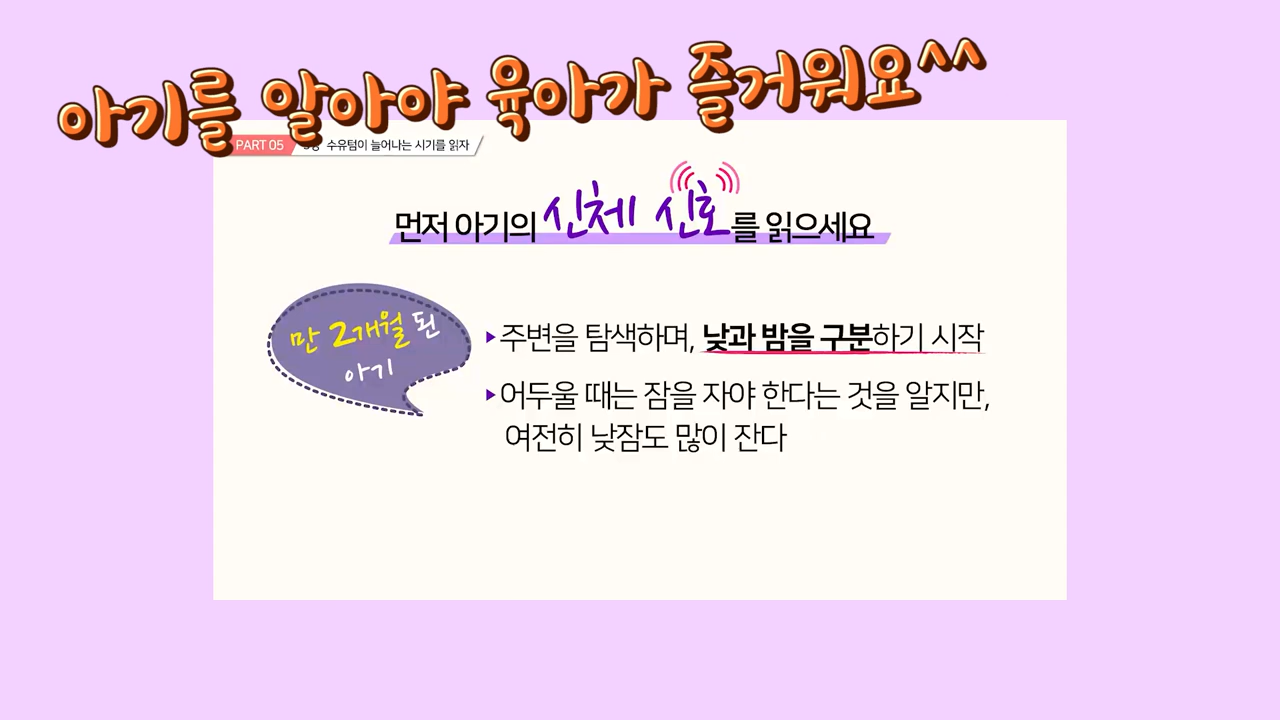 아기를 알아야 육아가 즐거워요^^
PART 05
수유텀이 늘어나는 시기를 읽자
먼저 아기의 신체 신호를 읽으세요
만 2개월 된
아기
▶주변을 탐색하며, 낮과 밤을 구분하기 시작
▶어두울 때는 잠을 자야 한다는 것을 알지만,
여전히 낮잠도 많이 잔다